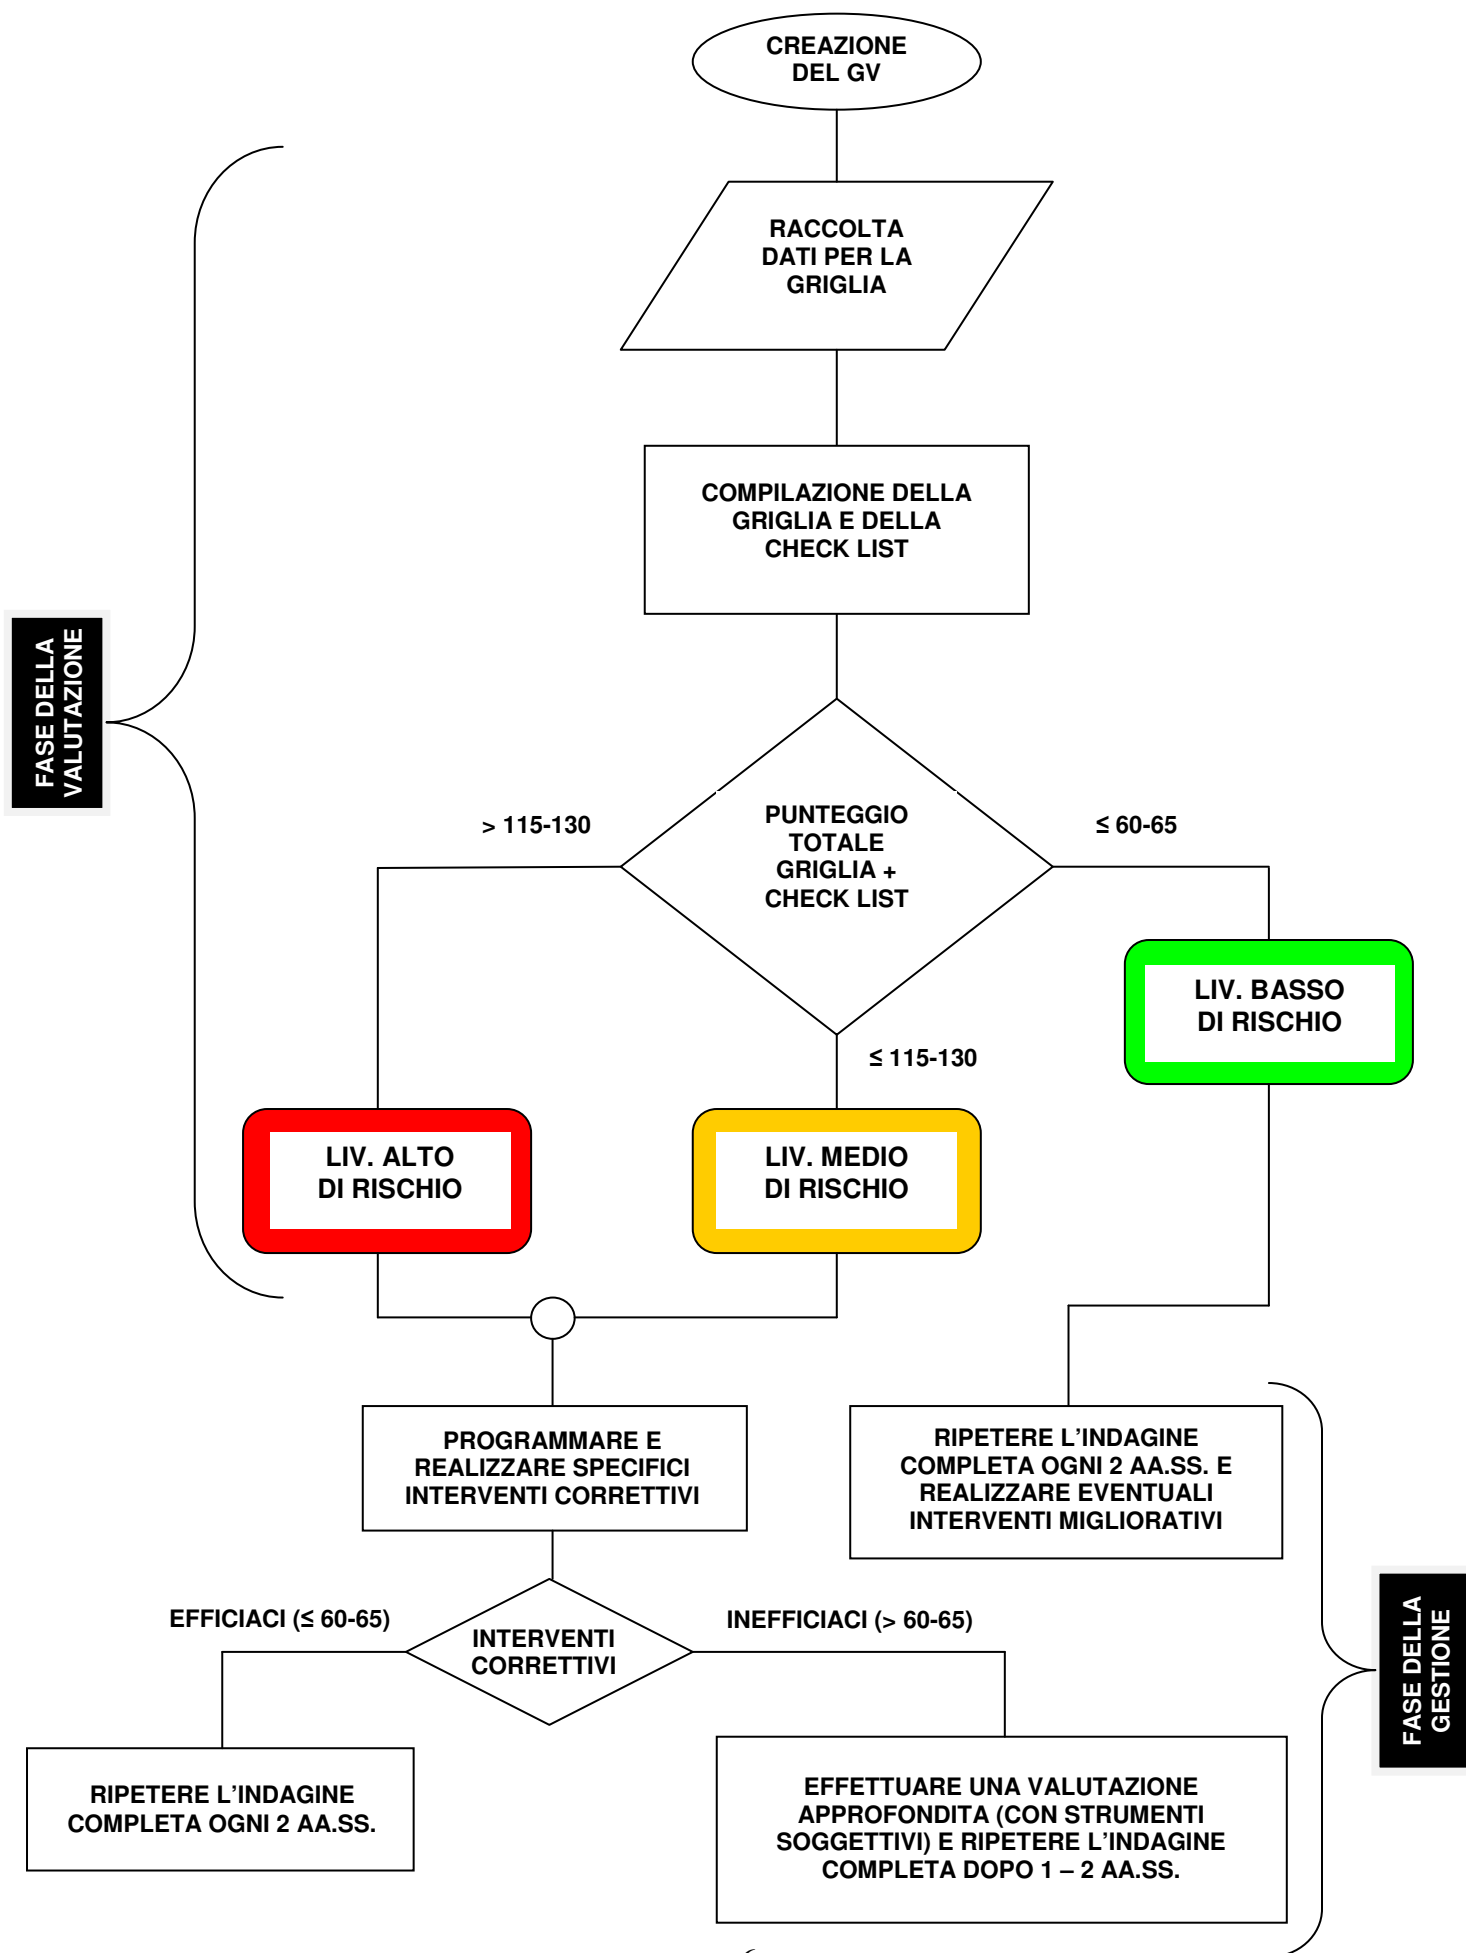 CREAZIONE
DEL GV
RACCOLTA
DATI PER LA
GRIGLIA
COMPILAZIONE DELLA
GRIGLIA E DELLA
CHECK LIST
FASE DELLA
VALUTAZIONE
> 115-130
PUNTEGGIO
TOTALE
GRIGLIA +
CHECK LIST
≤ 60-65
LIV. BASSO
DI RISCHIO
≤ 115-130
LIV. ALTO
DI RISCHIO
LIV. MEDIO
DI RISCHIO
PROGRAMMARE E
REALIZZARE SPECIFICI
INTERVENTI CORRETTIVI
RIPETERE L'INDAGINE
COMPLETA OGNI 2 AA.SS. E
REALIZZARE EVENTUALI
INTERVENTI MIGLIORATIVI
EFFICIACI (≤ 60-65)
INTERVENTI
CORRETTIVI
INEFFICIACI (> 60-65)
FASE DELLA
GESTIONE
RIPETERE L'INDAGINE
COMPLETA OGNI 2 AA.SS.
EFFETTUARE UNA VALUTAZIONE
APPROFONDITA (CON STRUMENTI
SOGGETTIVI) E RIPETERE L'INDAGINE
COMPLETA DOPO 1 – 2 AA.SS.